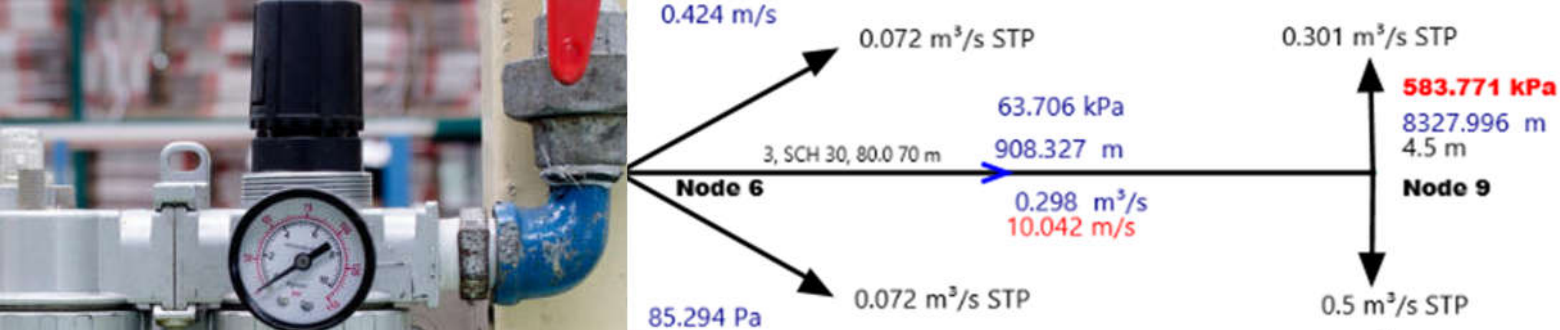 0.424 m/s
0.072 m³/s STP
0.301 m³/s STP
583.771 kPa
63.706 kPa
8327.996 m
908.327 m
4.5 m
3, SCH 30, 80.0 70 m
Node 6
Node 9
0.298 m³/s
10.042 m/s
0.072 m³/s STP
0.5 m³/s STP
85.294 Pa